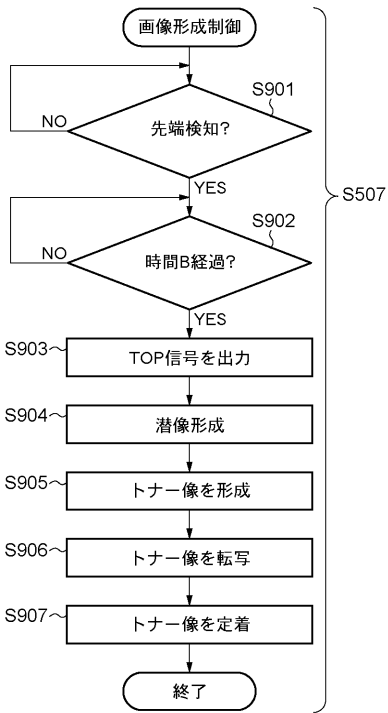 画像形成制御
S901
先端検知?
NO
YES
S507
S902
時間B経過?
NO
YES
S903
TOP信号を出力
S904
潜像形成
S905
トナー像を形成
S906
トナー像を転写
S907
トナー像を定着
終了